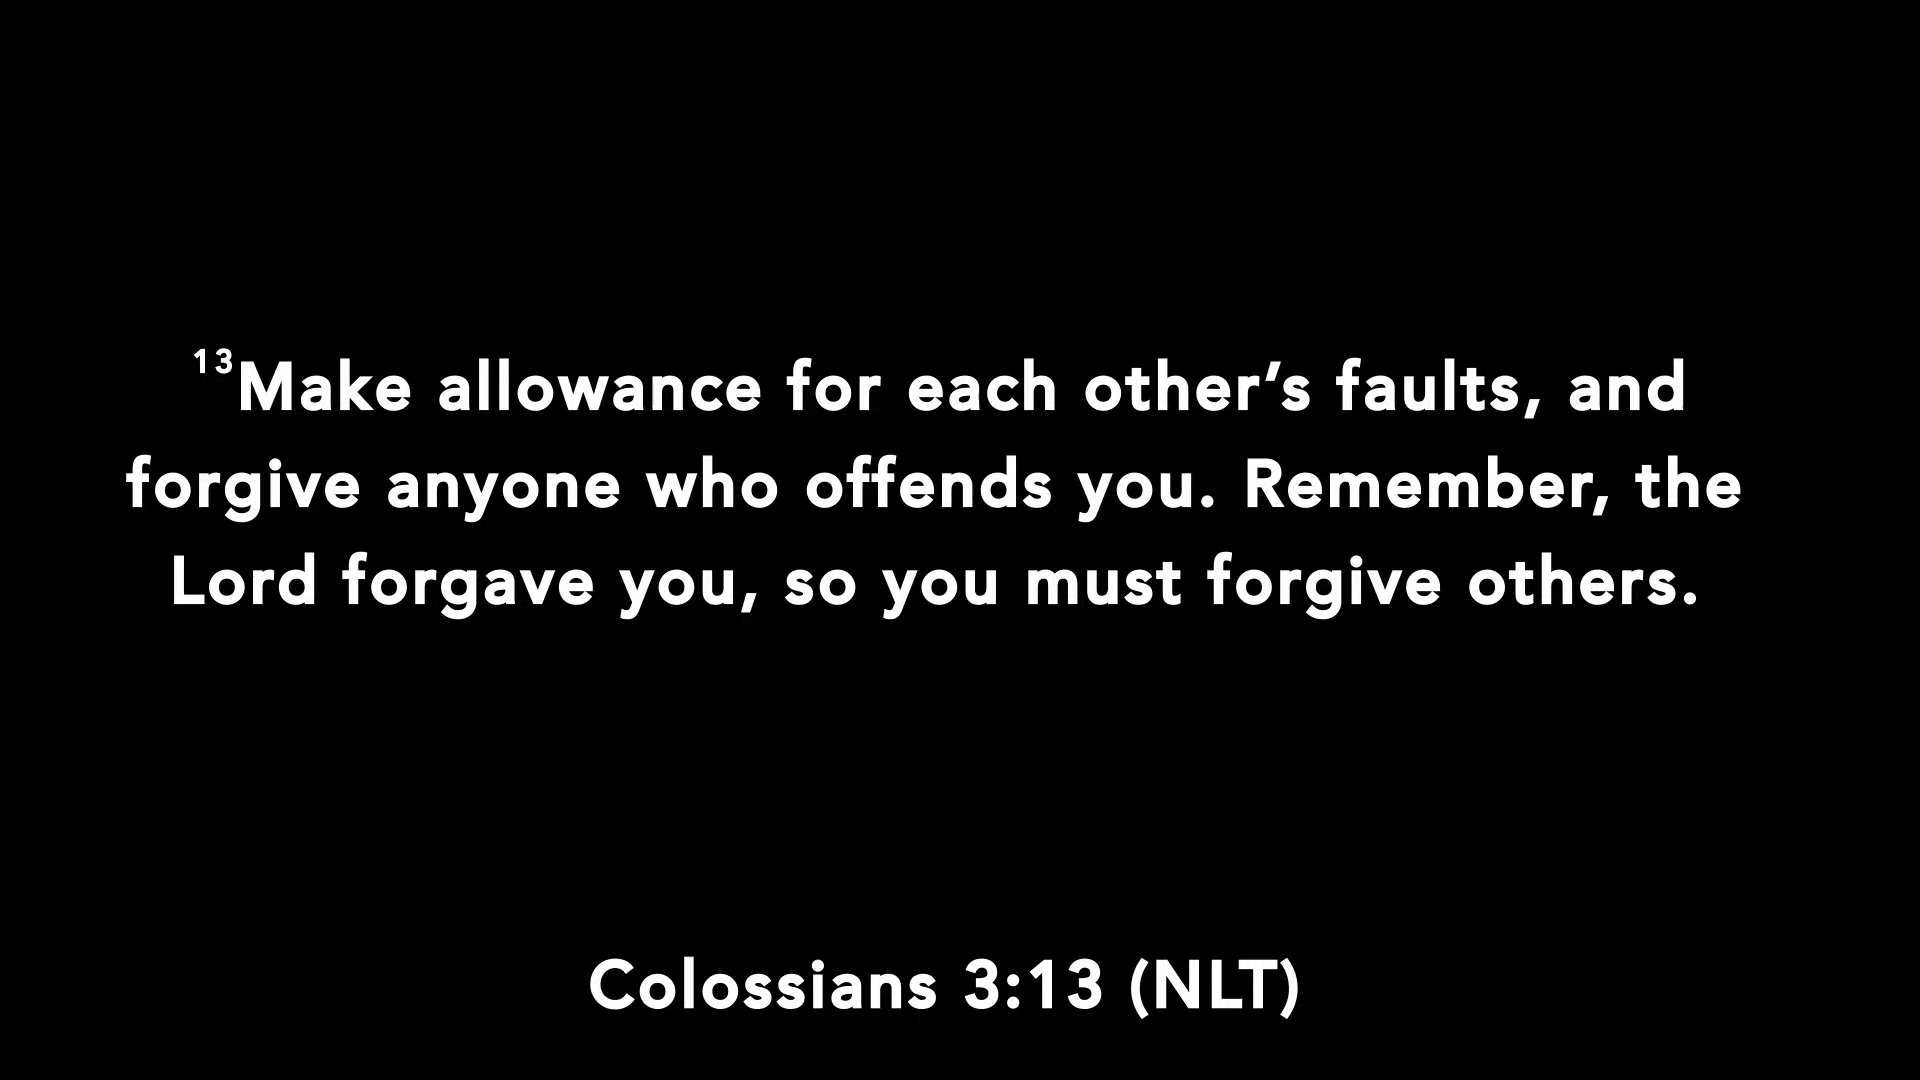 ¹³Make allowance for each other’s faults, and
forgive anyone who offends you. Remember, the
Lord forgave you, so you must forgive others.
Colossians 3:13 (NLT)